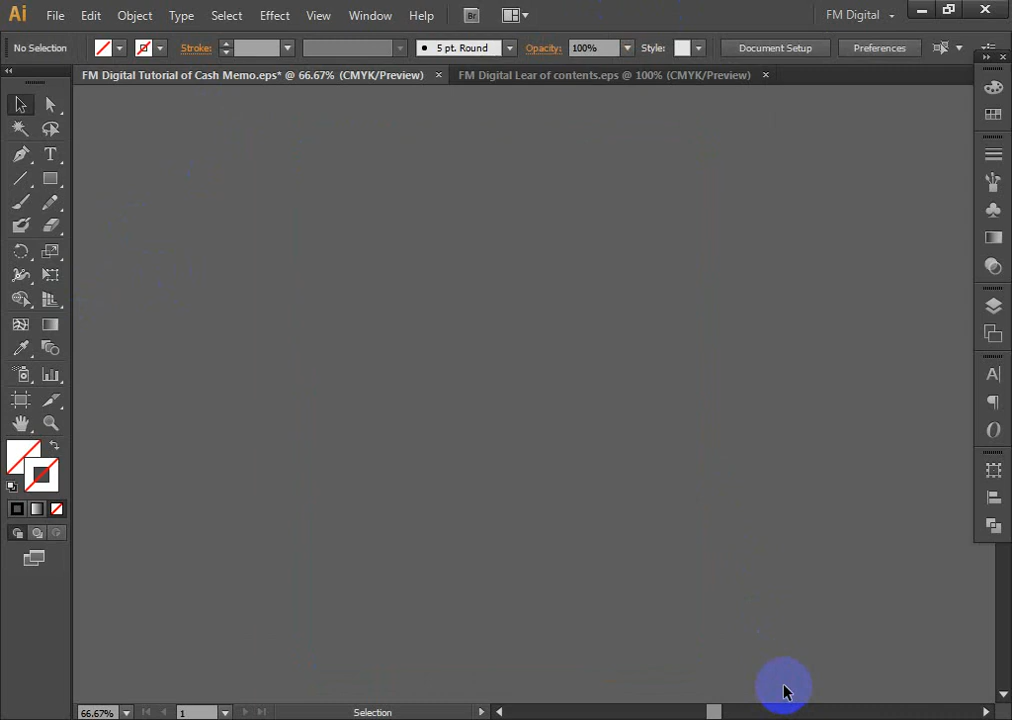 Ai File Edit Object Type Select Effect View Window Help Br FM Digital
No Selection Stroke: 5 pt. Round Opacity: 100% Style: Document Setup Preferences
FM Digital Tutorial of Cash Memo.eps* @ 66.67% (CMYK/Preview) FM Digital Lear of contents.eps @ 100% (CMYK/Preview)
66.67% 1 Selection